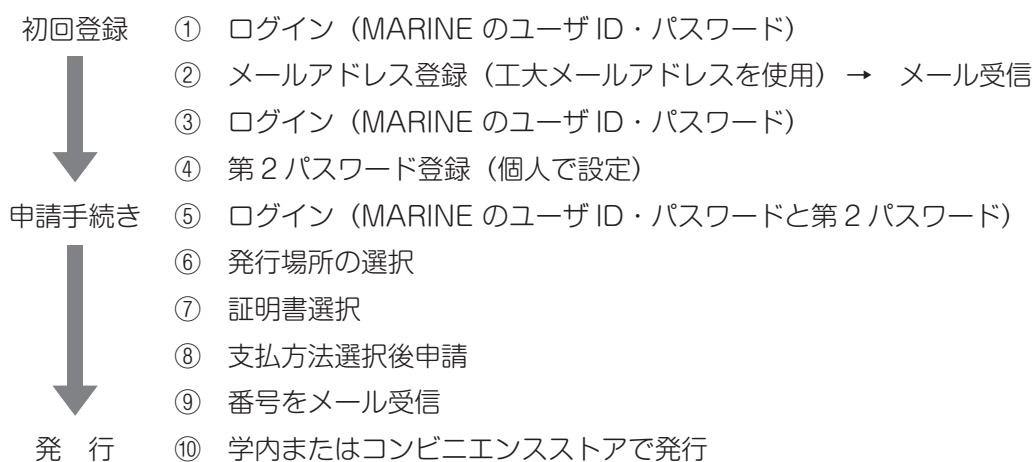 初回登録 ① ログイン（MARINE のユーザ ID・パスワード）
② メールアドレス登録（工大メールアドレスを使用）→ メール受信
③ ログイン（MARINE のユーザ ID・パスワード）
④ 第 2 パスワード登録（個人で設定）
申請手続き ⑤ ログイン（MARINE のユーザ ID・パスワードと第 2 パスワード）
⑥ 発行場所の選択
⑦ 証明書選択
⑧ 支払方法選択後申請
⑨ 番号をメール受信
発 行 ⑩ 学内またはコンビニエンスストアで発行